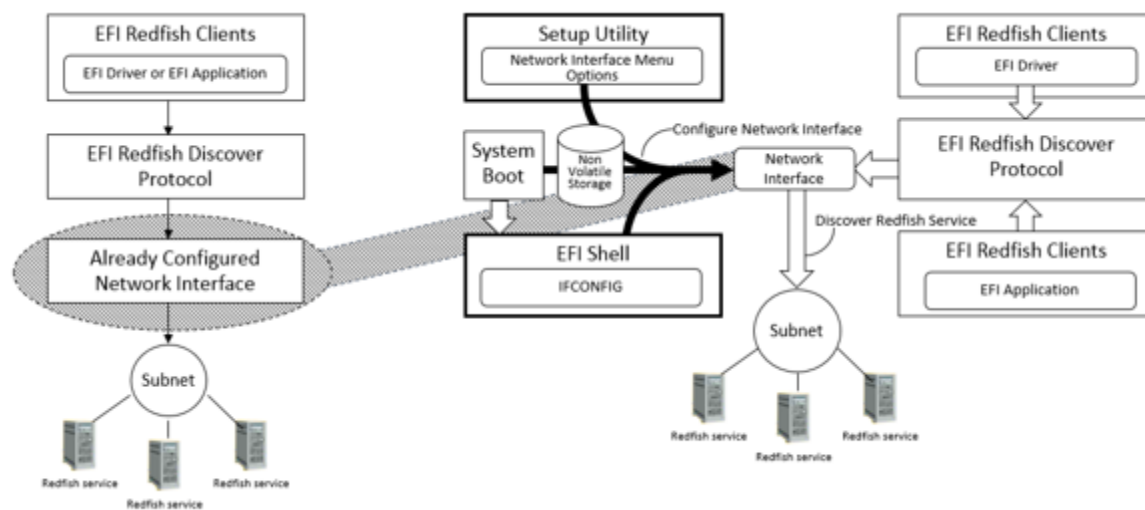 EFI Redfish Clients
EFI Driver or EFI Application
EFI Redfish Discover
Protocol
Already Configured
Network Interface
Subnet
Redfish service
Redfish service
Redfish service
Setup Utility
Network Interface Menu
Options
System
Boot
Non
Volatile
Storage
Configure Network Interface
Network
Interface
EFI Shell
IFCONFIG
Discover Redfish Service
Subnet
Redfish service
Redfish service
Redfish service
EFI Redfish Clients
EFI Driver
EFI Redfish Discover
Protocol
EFI Redfish Clients
EFI Application